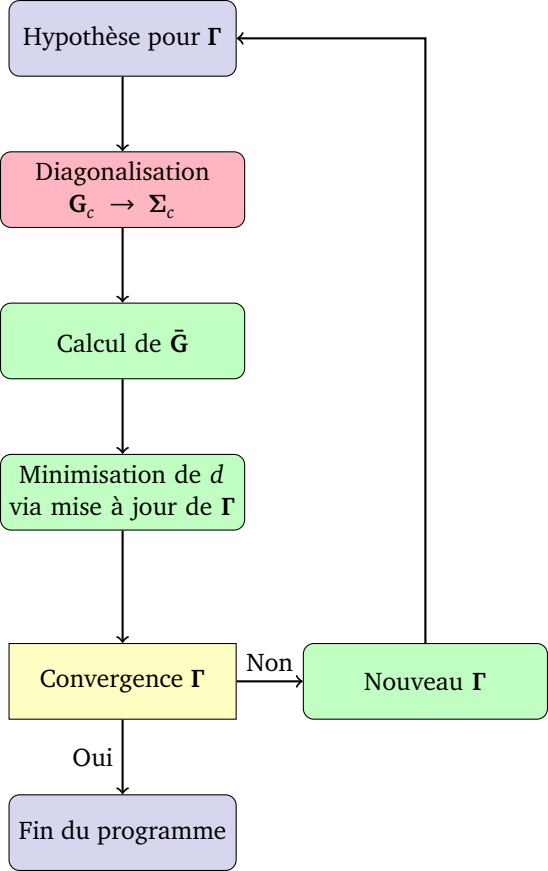 Hypothèse pour Γ
Diagonalisation
G_c → Σ_c
Calcul de Ḡ
Minimisation de d
via mise à jour de Γ
Convergence Γ
Non
Nouveau Γ
Oui
Fin du programme